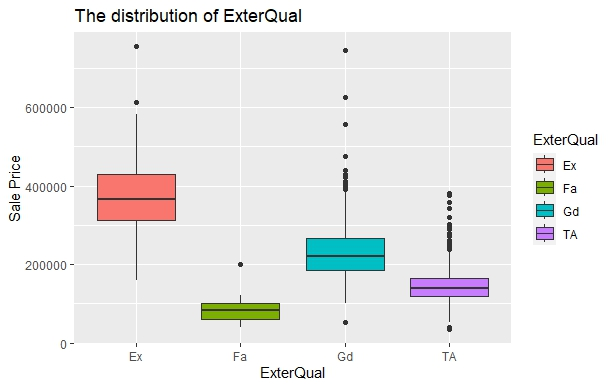 The distribution of ExterQual
Sale Price
600000
400000
200000
0
Ex
Fa
Gd
TA
ExterQual
ExterQual
Ex
Fa
Gd
TA